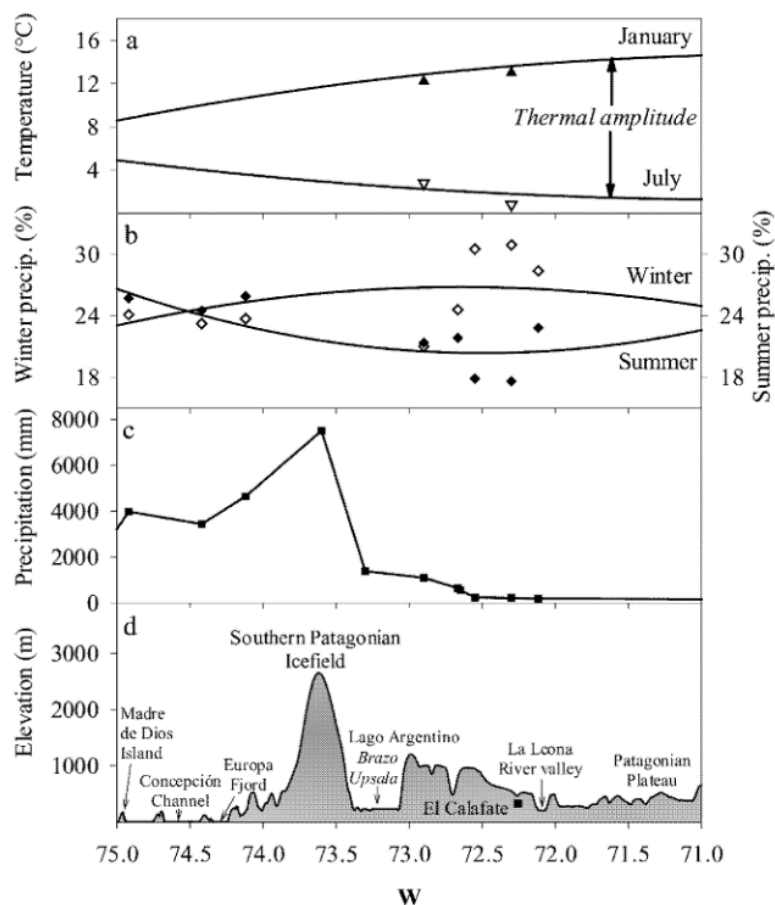 16
12
8
4
Temperature (°C)
a
January
Thermal amplitude
July
30
24
18
Winter precip. (%)
b
Winter
Summer
30
24
18
Summer precip (%)
8000
6000
4000
2000
0
Precipitation (mm)
c
3000
2000
1000
Elevation (m)
d
Southern Patagonian
Icefield
Madre
de Dios
Island
Concepción
Channel
Europa
Fjord
Lago Argentino
Brazo
Upsala
El Calafate
La Leona
River valley
Patagonian
Plateau
75.0 74.5 74.0 73.5 73.0 72.5 72.0 71.5 71.0
W